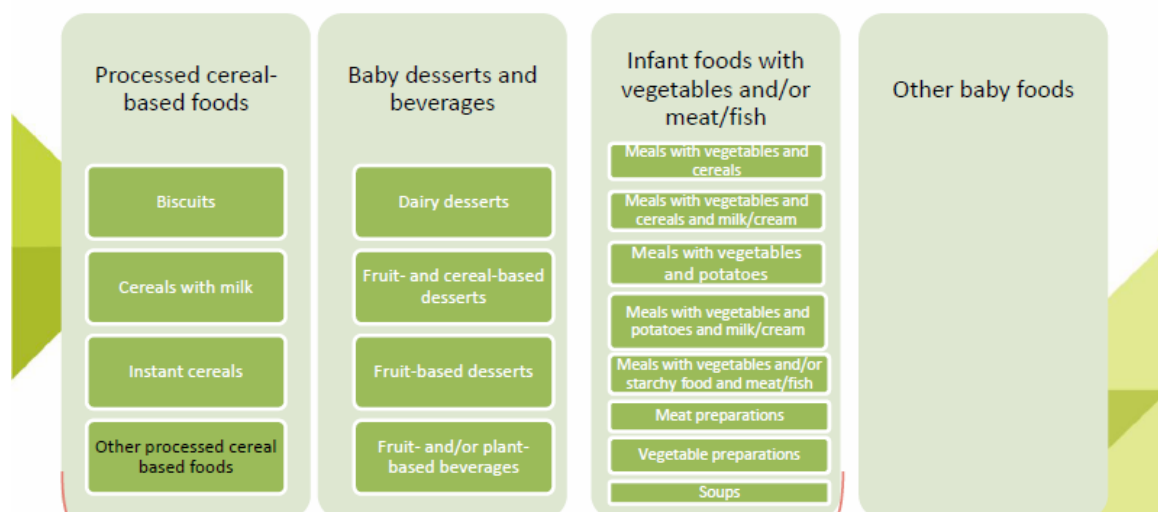 Processed cereal-
based foods
Biscuits
Cereals with milk
Instant cereals
Other processed cereal
based foods
Baby desserts and
beverages
Dairy desserts
Fruit- and cereal-based
desserts
Fruit-based desserts
Fruit- and/or plant-
based beverages
Infant foods with
vegetables and/or
meat/fish
Meals with vegetables and
cereals
Meals with vegetables and
cereals and milk/cream
Meals with vegetables
and potatoes
Meals with vegetables and
potatoes and milk/cream
Meals with vegetables and/or
starchy food and meat/fish
Meat preparations
Vegetable preparations
Soups
Other baby foods